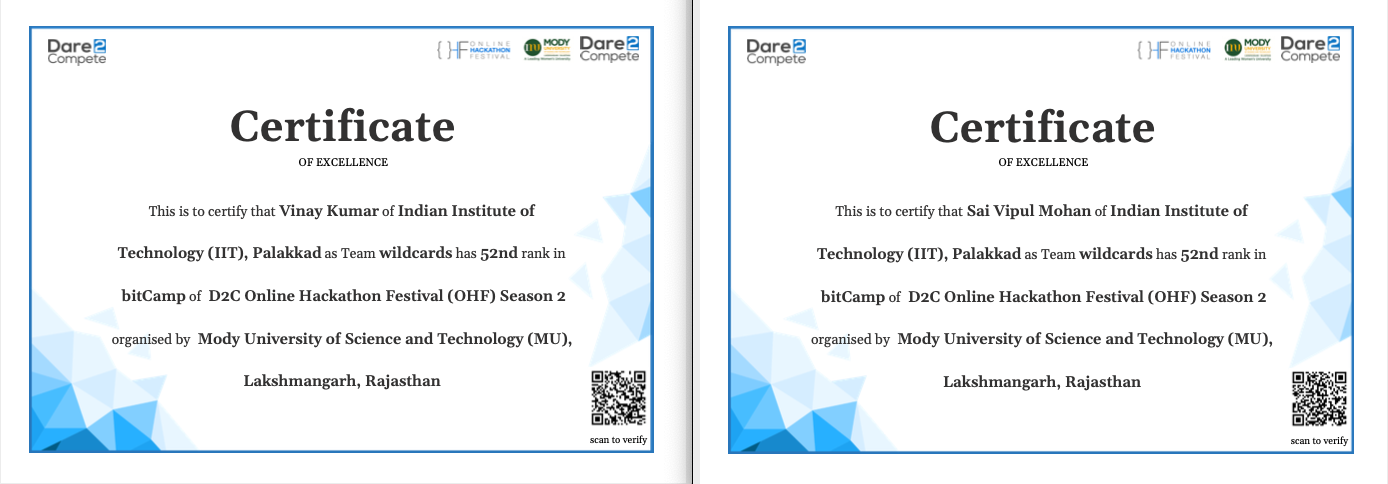 Dare2
Compete
{ }HF ONLINE
HACKATHON
FESTIVAL
MODY
UNIVERSITY
Dare2
Compete
Certificate
OF EXCELLENCE
This is to certify that Vinay Kumar of Indian Institute of
Technology (IIT), Palakkad as Team wildcards has 52nd rank in
bitCamp of D2C Online Hackathon Festival (OHF) Season 2
organised by Mody University of Science and Technology (MU),
Lakshmangarh, Rajasthan
scan to verify
Dare2
Compete
{ }HF ONLINE
HACKATHON
FESTIVAL
MODY
UNIVERSITY
Dare2
Compete
Certificate
OF EXCELLENCE
This is to certify that Sai Vipul Mohan of Indian Institute of
Technology (IIT), Palakkad as Team wildcards has 52nd rank in
bitCamp of D2C Online Hackathon Festival (OHF) Season 2
organised by Mody University of Science and Technology (MU),
Lakshmangarh, Rajasthan
scan to verify